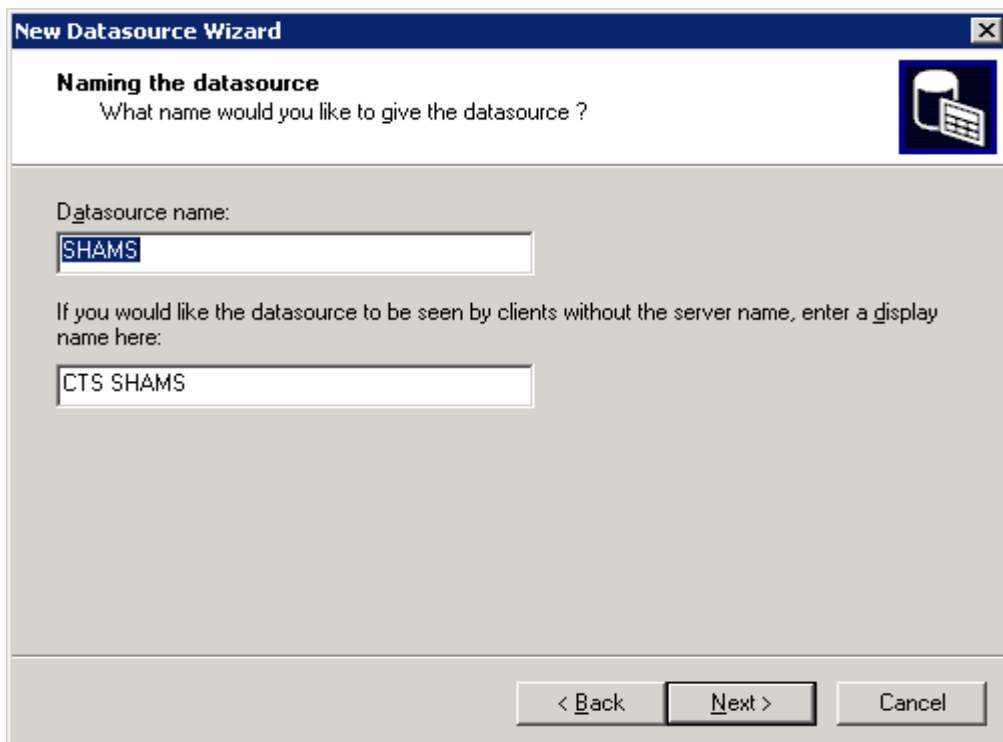 New Datasource Wizard
Naming the datasource
What name would you like to give the datasource ?
Datasource name:
SHAMS
If you would like the datasource to be seen by clients without the server name, enter a display
name here:
CTS SHAMS
< Back Next > Cancel